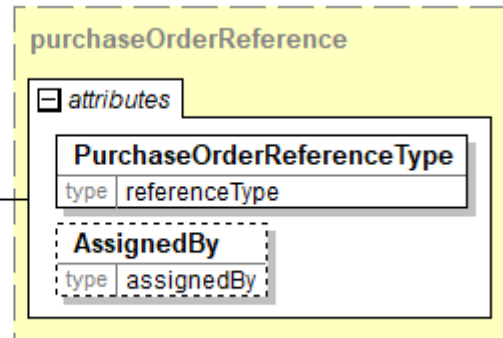 purchaseOrderReference
attributes
PurchaseOrderReferenceType
type referenceType
AssignedBy
type assignedBy